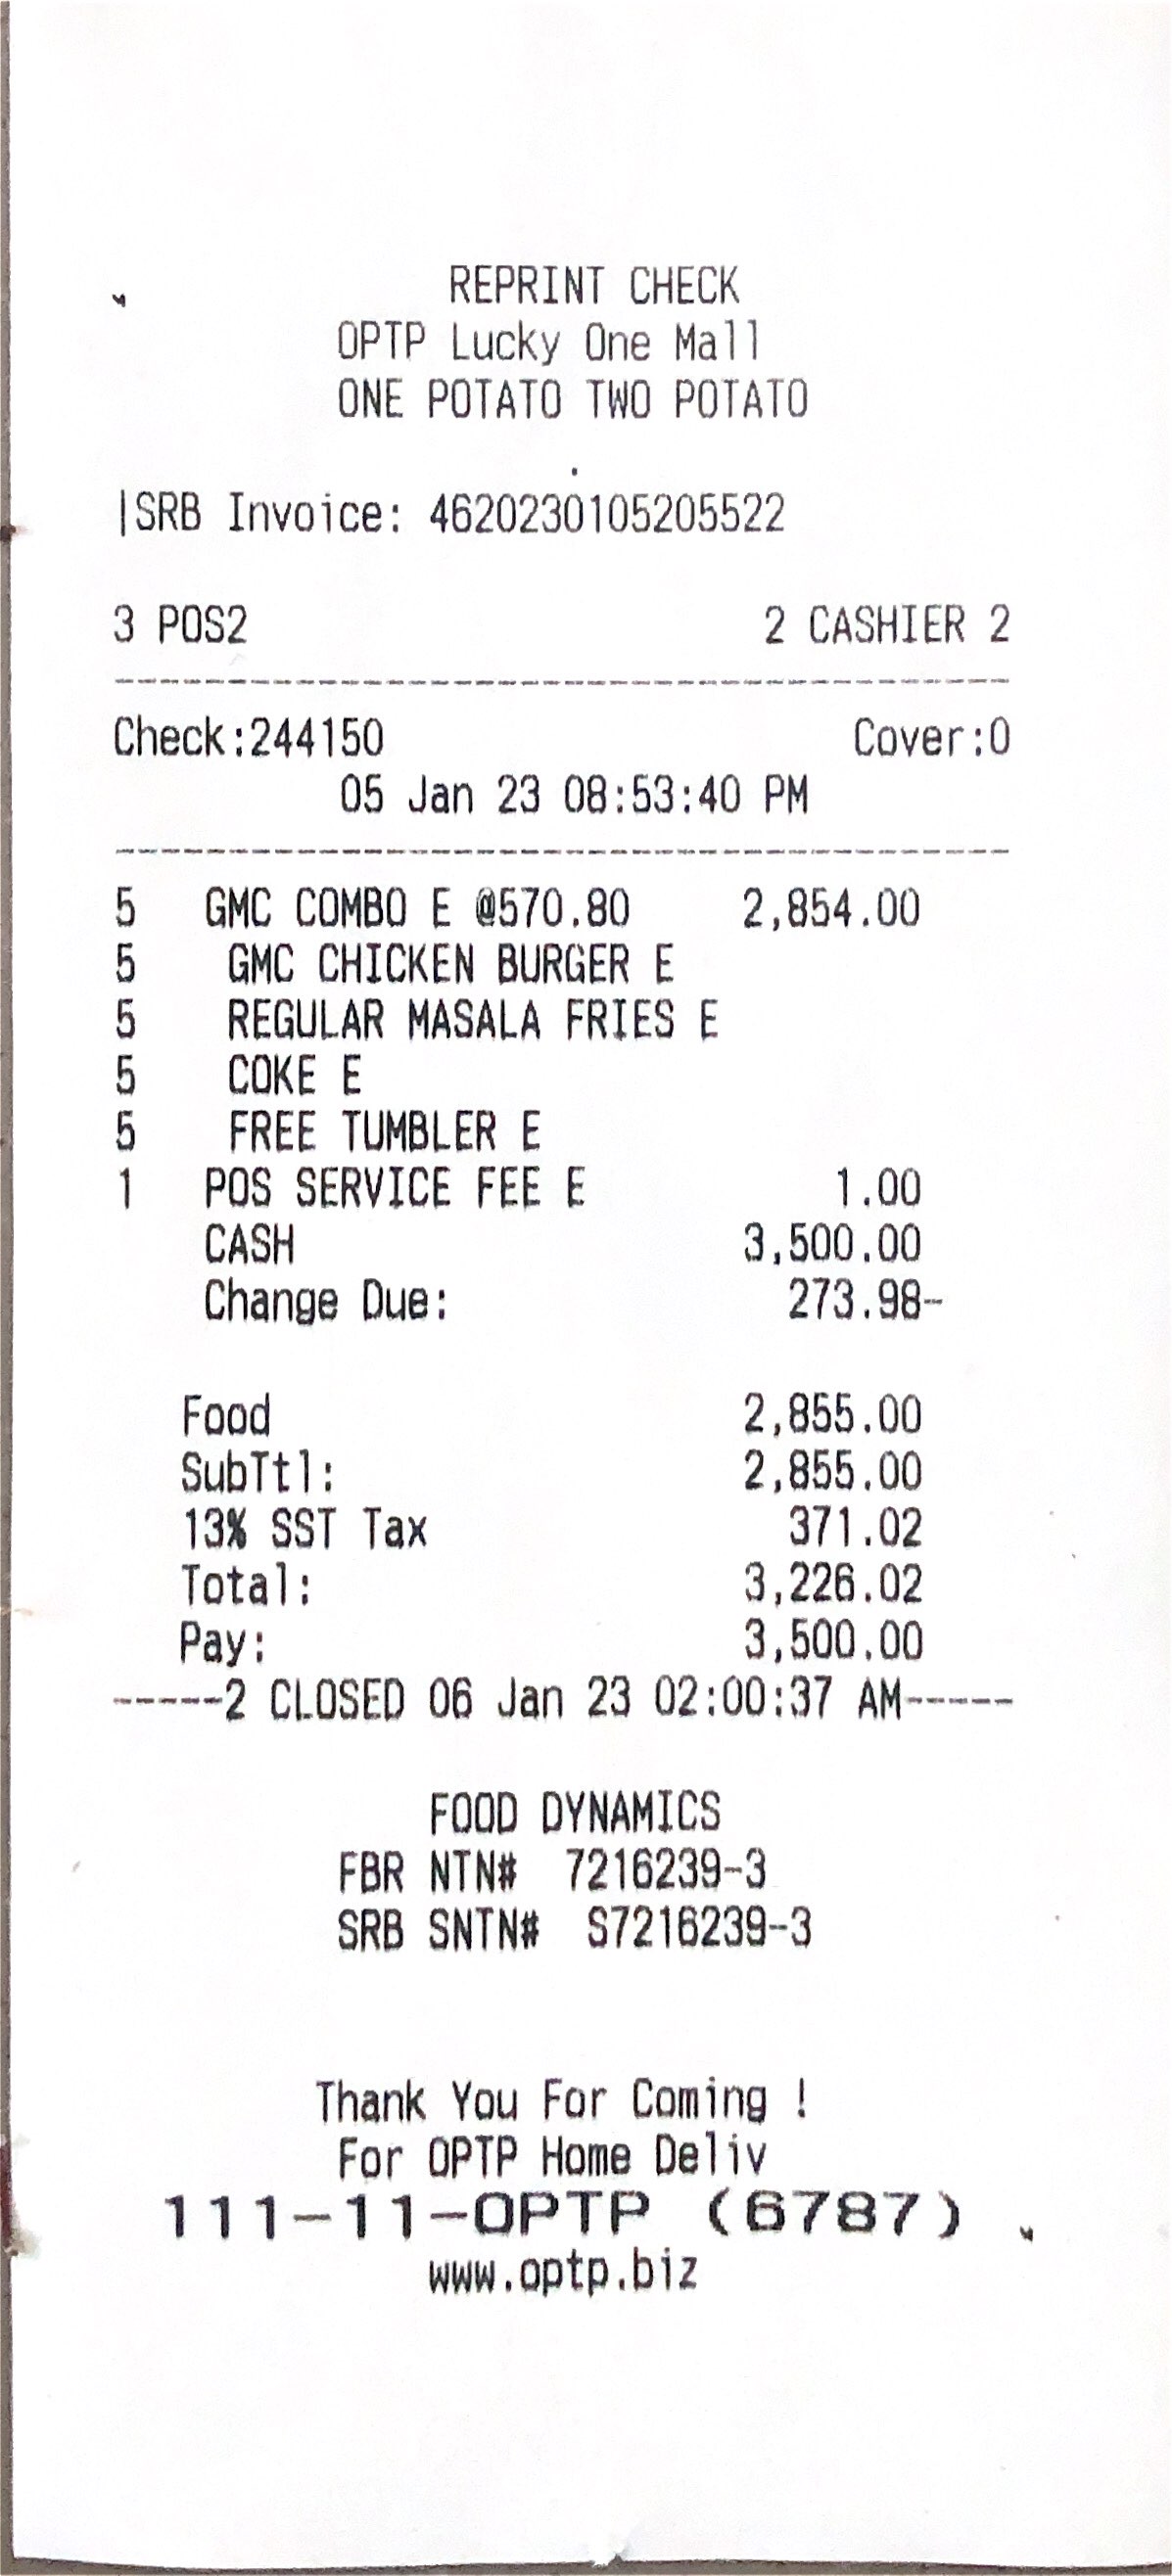 REPRINT CHECK
OPTP Lucky One Mall
ONE POTATO TWO POTATO
|SRB Invoice: 4620230105205522
3 POS2 2 CASHIER 2
----------------------------------------
Check:244150 Cover:0
05 Jan 23 08:53:40 PM
----------------------------------------
5 GMC COMBO E @570.80 2,854.00
5 GMC CHICKEN BURGER E
5 REGULAR MASALA FRIES E
5 COKE E
5 FREE TUMBLER E
1 POS SERVICE FEE E 1.00
CASH 3,500.00
Change Due: 273.98-
Food 2,855.00
SubTtl: 2,855.00
13% SST Tax 371.02
Total: 3,226.02
Pay: 3,500.00
-----2 CLOSED 06 Jan 23 02:00:37 AM-----
FOOD DYNAMICS
FBR NTN# 7216239-3
SRB SNTN# S7216239-3
Thank You For Coming !
For OPTP Home Deliv
111-11-OPTP (6787)
www.optp.biz